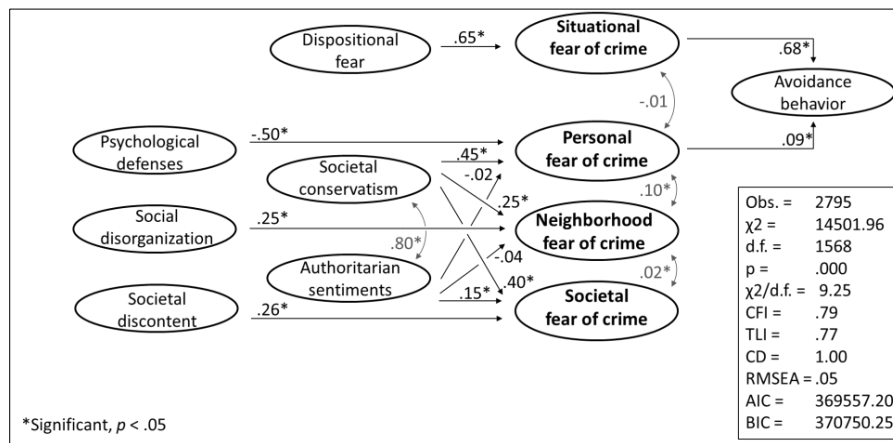 Dispositional
fear
.65*
Situational
fear of crime
.68*
Avoidance
behavior
-.01
Psychological
defenses
-.50*
Personal
fear of crime
.09*
Societal
conservatism
.45*
-.02
.25*
.10*
Social
disorganization
.25*
Neighborhood
fear of crime
.80*
-.04
Authoritarian
sentiments
.15*
.40*
.02*
Societal
discontent
.26*
Societal
fear of crime
Obs. = 2795
χ2 = 14501.96
d.f. = 1568
p = .000
χ2/d.f. = 9.25
CFI = .79
TLI = .77
CD = 1.00
RMSEA = .05
AIC = 369557.20
BIC = 370750.25
*Significant, p < .05